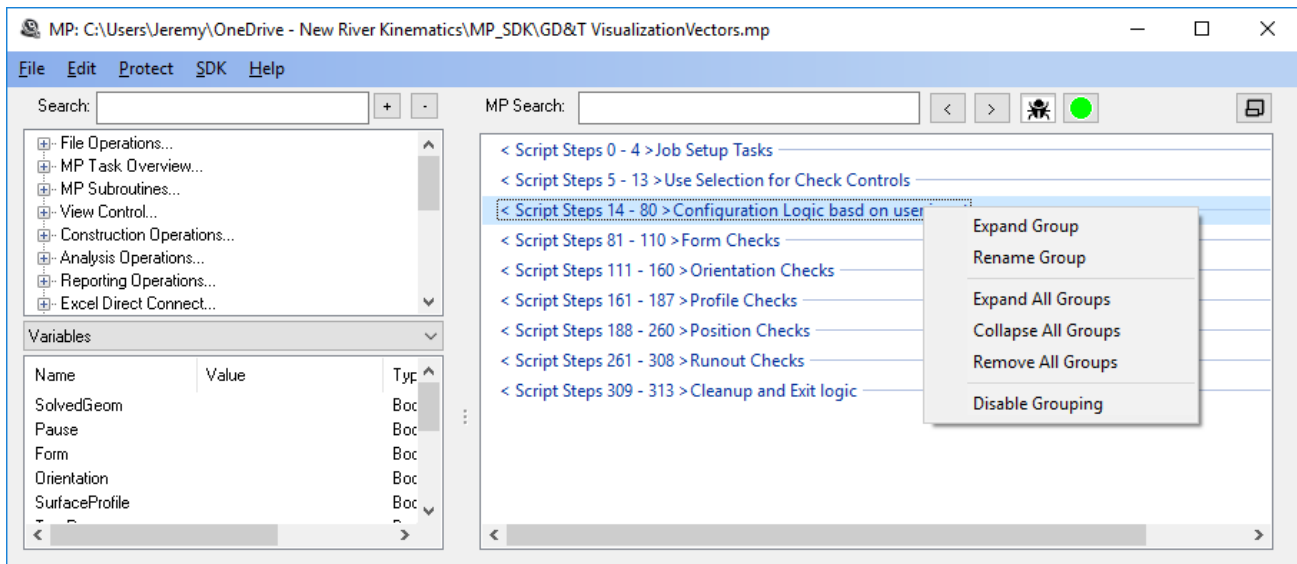 MP: C:\Users\Jeremy\OneDrive - New River Kinematics\MP_SDK\GD&T VisualizationVectors.mp
File Edit Protect SDK Help
Search: + -
File Operations...
MP Task Overview...
MP Subroutines...
View Control...
Construction Operations...
Analysis Operations...
Reporting Operations...
Excel Direct Connect...
Variables
Name Value Typ
SolvedGeom Boo
Pause Boo
Form Boo
Orientation Boo
SurfaceProfile Boo
MP Search: < >
< Script Steps 0 - 4 >Job Setup Tasks
< Script Steps 5 - 13 >Use Selection for Check Controls
< Script Steps 14 - 80 >Configuration Logic basd on user
< Script Steps 81 - 110 >Form Checks
< Script Steps 111 - 160 >Orientation Checks
< Script Steps 161 - 187 >Profile Checks
< Script Steps 188 - 260 >Position Checks
< Script Steps 261 - 308 >Runout Checks
< Script Steps 309 - 313 >Cleanup and Exit logic
Expand Group
Rename Group
Expand All Groups
Collapse All Groups
Remove All Groups
Disable Grouping